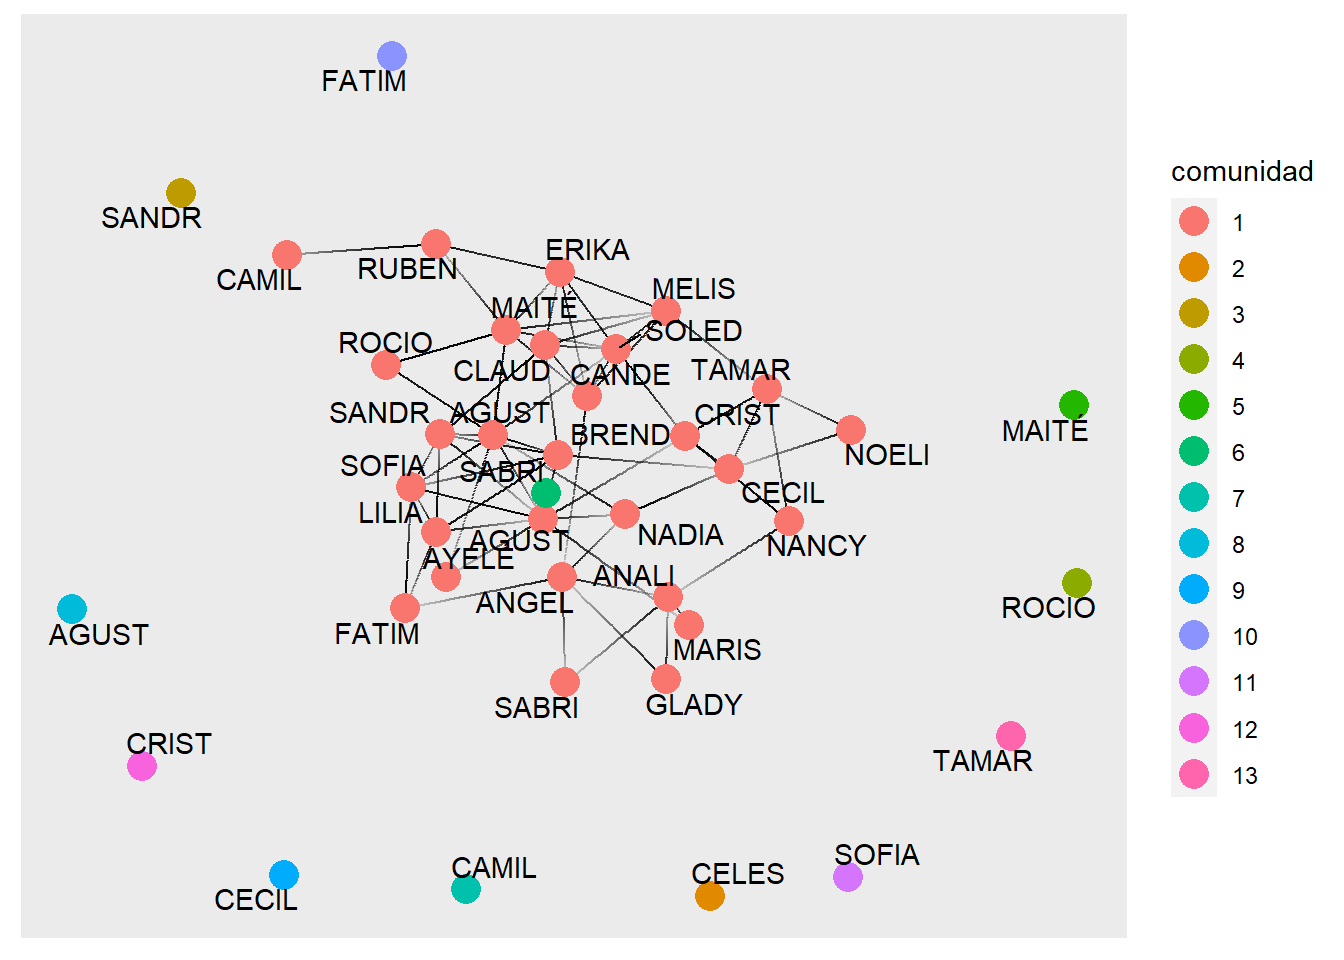 FATIM
SANDR
CAMIL
RUBEN
ERIKA
MELIS
MAITÉ
SOLED
ROCIO
CLAUD
CANDE
TAMAR
SANDR
AGUST
CRIST
BREND
NOELI
MAITÉ
SOFIA
SABRI
CECIL
LILIA
AGUST
NADIA
NANCY
AYELE
ANALI
ANGEL
FATIM
MARIS
ROCIO
AGUST
SABRI
GLADY
CRIST
TAMAR
CECIL
CAMIL
CELES
SOFIA
comunidad
1
2
3
4
5
6
7
8
9
10
11
12
13